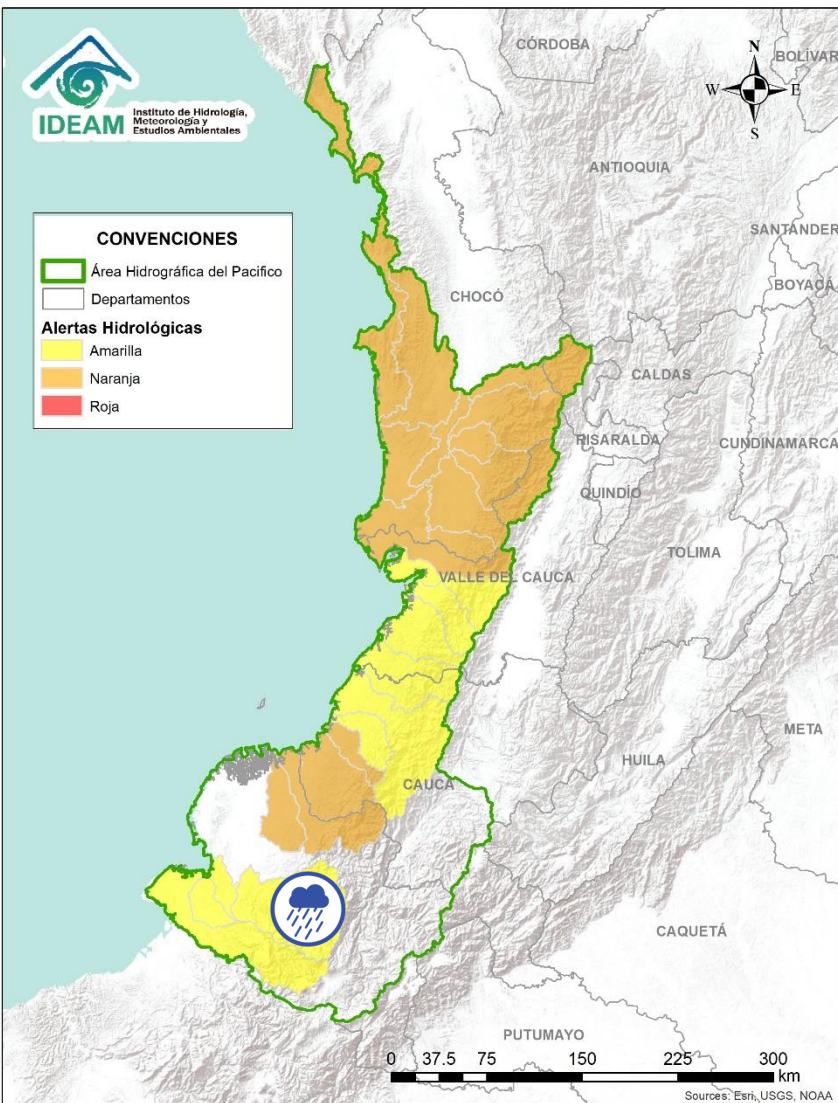 IDEAM
Instituto de Hidrología,
Meteorología y
Estudios Ambientales
CÓRDOBA
BOLÍVAR
N
W
E
S
ANTIOQUIA
SANTANDER
BOYACÁ
CONVENCIONES
Área Hidrográfica del Pacifico
Departamentos
Alertas Hidrológicas
Amarilla
Naranja
Roja
CHOCÓ
CALDAS
RISARALDA
CUNDINAMARCA
QUINDÍO
TOLIMA
VALLE DEL CAUCA
META
HUILA
CAUCA
CAQUETÁ
PUTUMAYO
0 37.5 75 150 225 300
km
Sources: Esri, USGS, NOAA